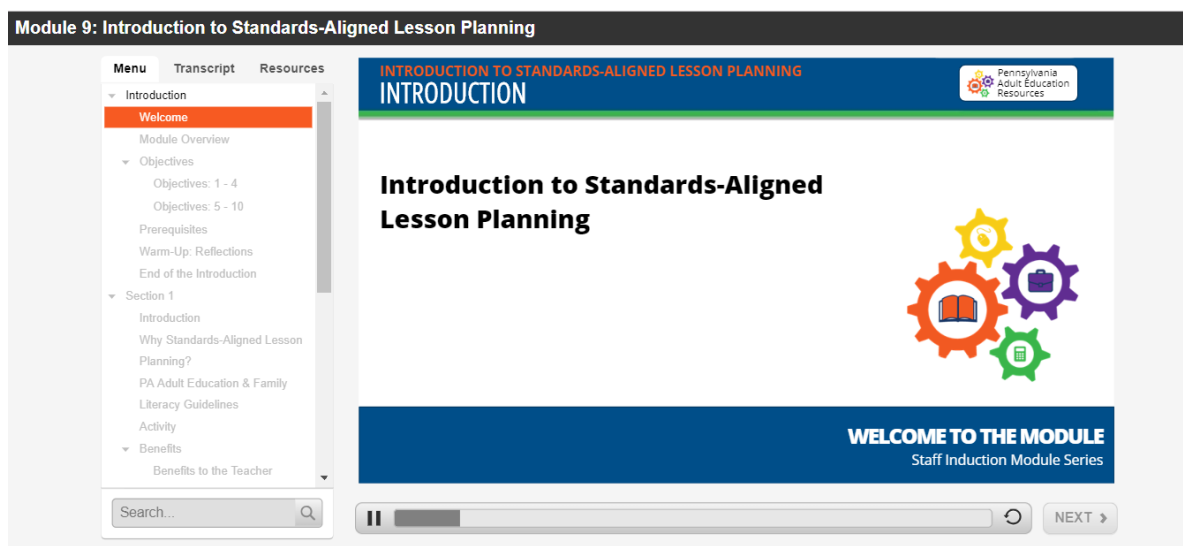 Module 9: Introduction to Standards-Aligned Lesson Planning
Menu Transcript Resources
Introduction
Welcome
Module Overview
Objectives
Objectives: 1 - 4
Objectives: 5 - 10
Prerequisites
Warm-Up: Reflections
End of the Introduction
Section 1
Introduction
Why Standards-Aligned Lesson
Planning?
PA Adult Education & Family
Literacy Guidelines
Activity
Benefits
Benefits to the Teacher
Search...
INTRODUCTION TO STANDARDS-ALIGNED LESSON PLANNING
INTRODUCTION
Pennsylvania
Adult Education
Resources
Introduction to Standards-Aligned
Lesson Planning
WELCOME TO THE MODULE
Staff Induction Module Series
NEXT